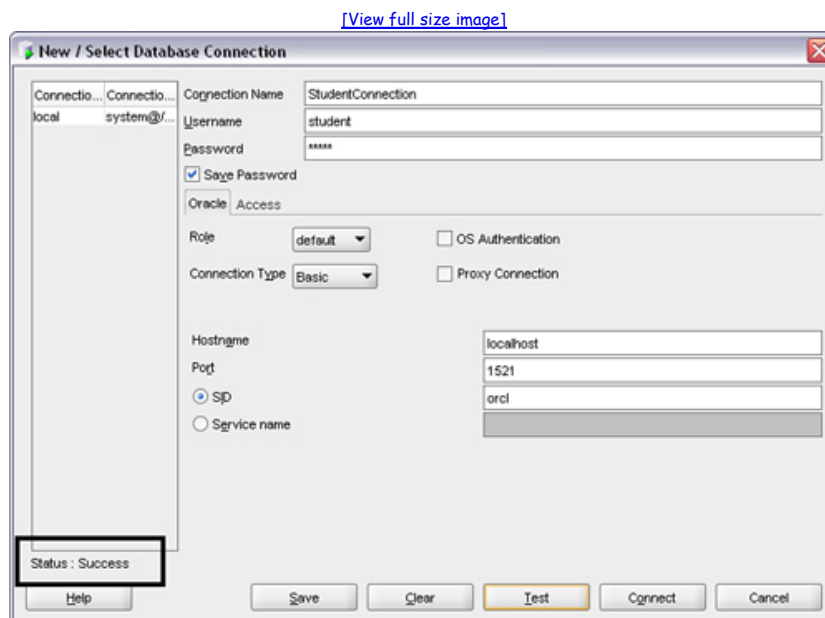 [View full size image]
New / Select Database Connection
Connectio... Connectio...
local system@/...
Connection Name StudentConnection
Username student
Password *****
Save Password
Oracle Access
Role default OS Authentication
Connection Type Basic Proxy Connection
Hostname localhost
Port 1521
SID orcl
Service name
Status : Success
Help Save Clear Test Connect Cancel